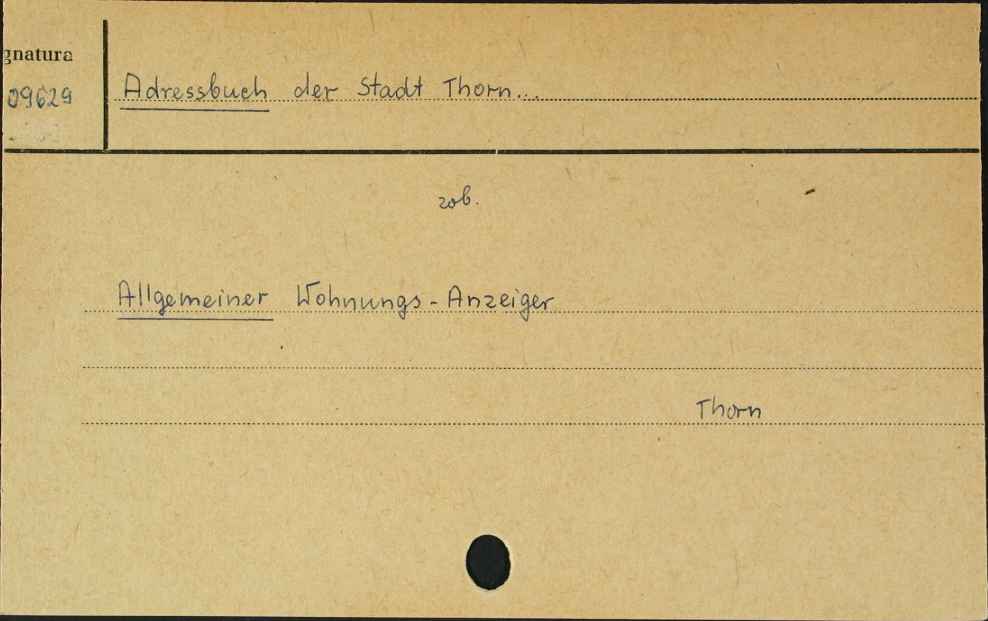 gnatura
09629
Adressbuch der Stadt Thorn...
zob.
Allgemeiner Wohnungs-Anzeiger
Thorn